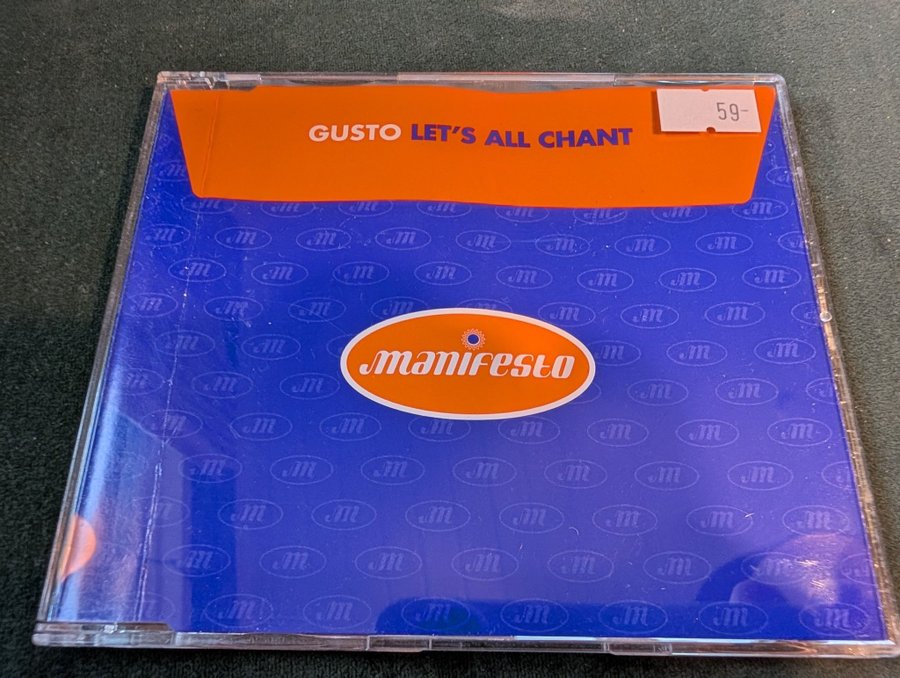 GUSTO LET'S ALL CHANT
59-
manifesto